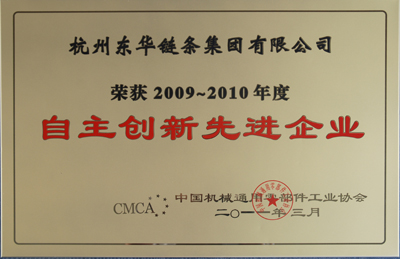 杭州东华链条集团有限公司
荣获 2009~2010 年度
自主创新先进企业
CMCA
中国机械通用零部件工业协会
二〇一一年三月